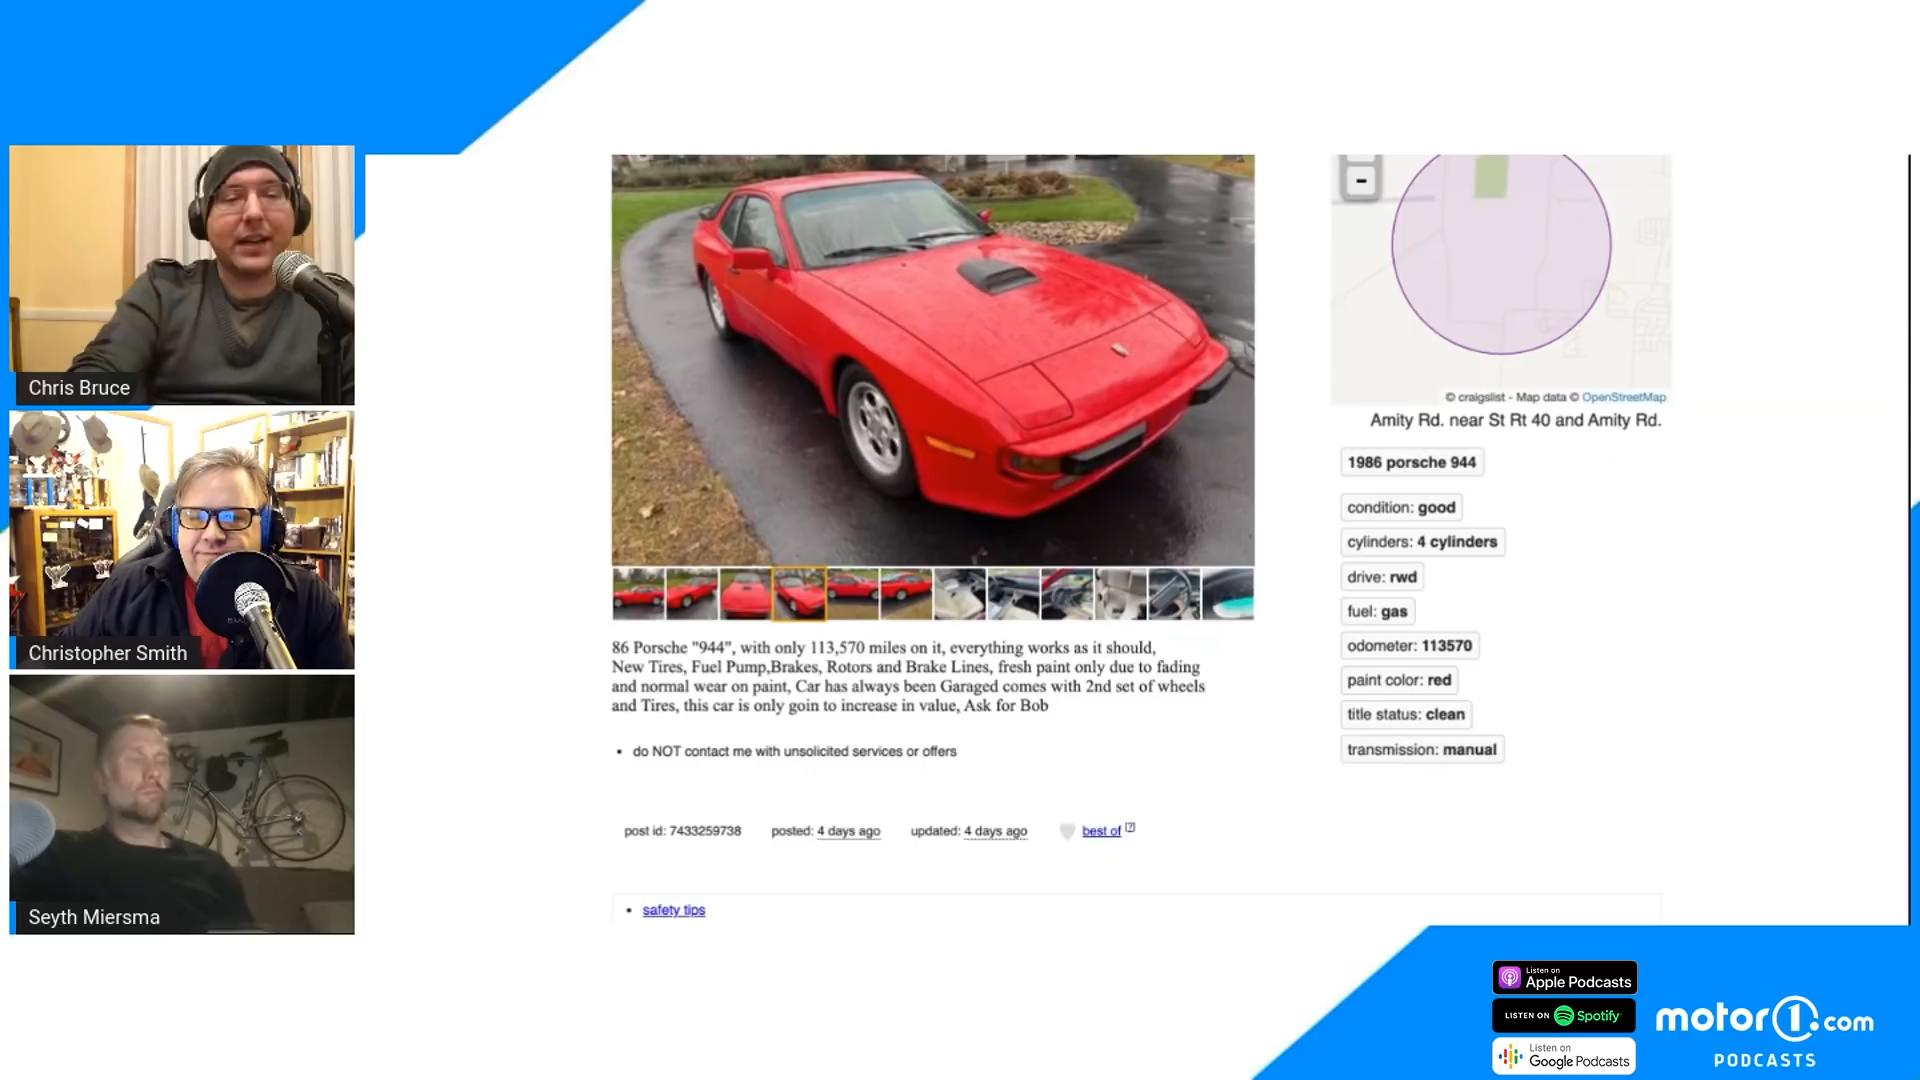 Chris Bruce
Christopher Smith
Seyth Miersma
86 Porsche "944", with only 113,570 miles on it, everything works as it should,
New Tires, Fuel Pump,Brakes, Rotors and Brake Lines, fresh paint only due to fading
and normal wear on paint, Car has always been Garaged comes with 2nd set of wheels
and Tires, this car is only goin to increase in value, Ask for Bob
• do NOT contact me with unsolicited services or offers
post id: 7433259738 posted: 4 days ago updated: 4 days ago best of [?]
• safety tips
-
© craigslist - Map data © OpenStreetMap
Amity Rd. near St Rt 40 and Amity Rd.
1986 porsche 944
condition: good
cylinders: 4 cylinders
drive: rwd
fuel: gas
odometer: 113570
paint color: red
title status: clean
transmission: manual
Listen on
Apple Podcasts
LISTEN ON Spotify
Listen on
Google Podcasts
motor1.com
PODCASTS